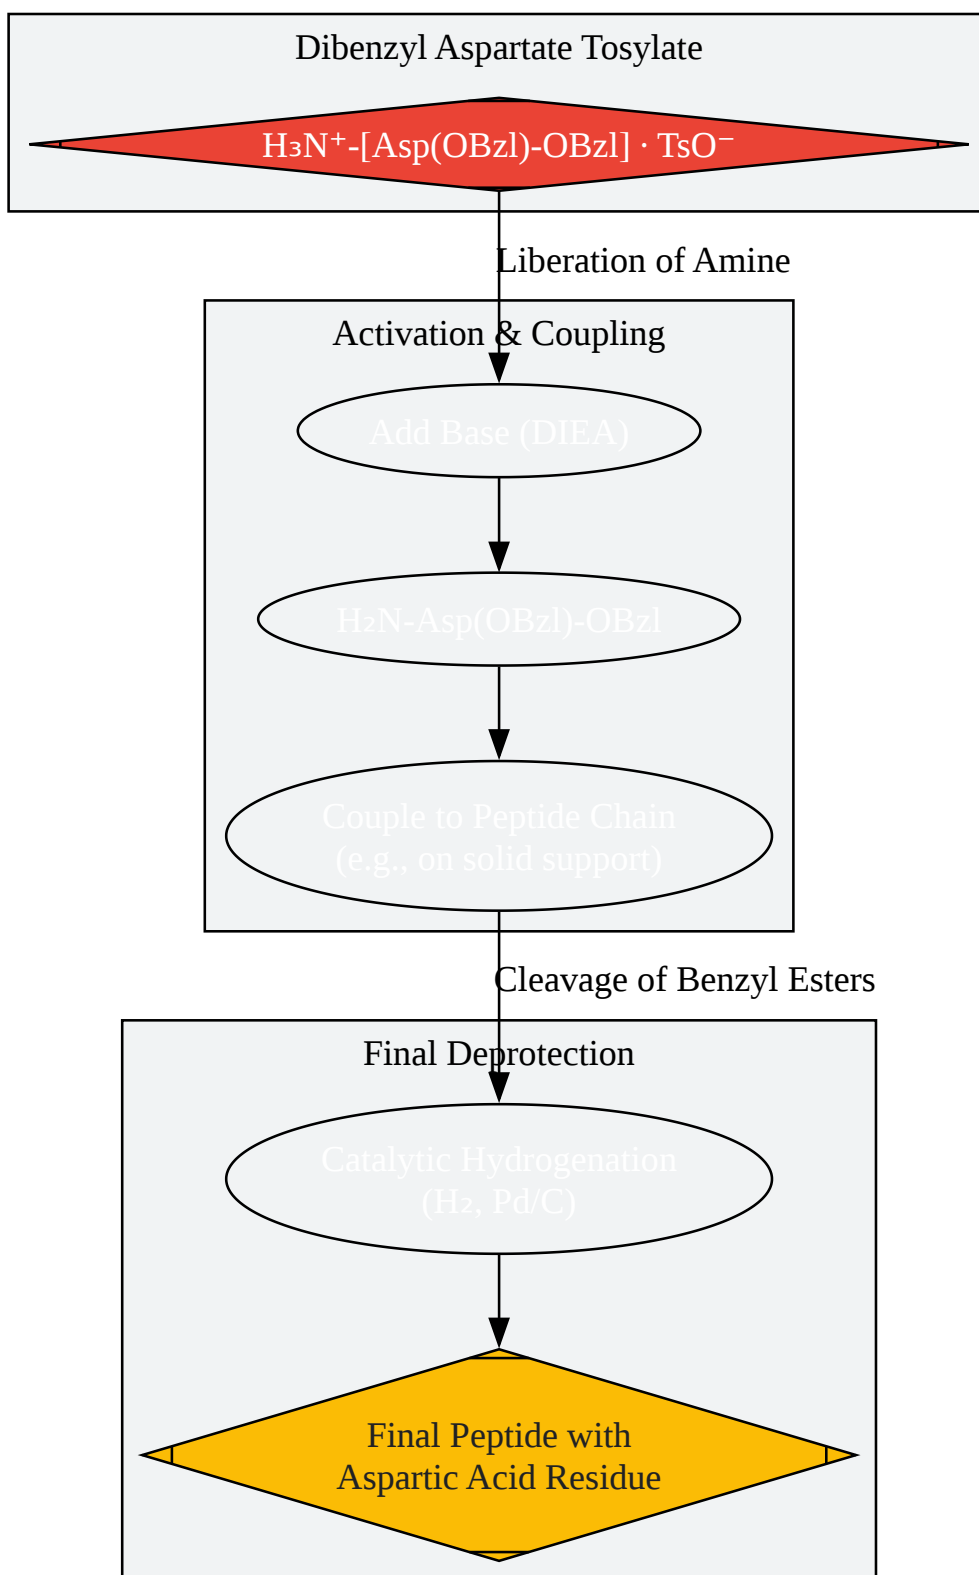 Dibenzyl Aspartate Tosylate
H₃N⁺-[Asp(OBzl)-OBzl] · TsO⁻
Liberation of Amine
Activation & Coupling
Add Base (DIEA)
H₂N-Asp(OBzl)-OBzl
Couple to Peptide Chain
(e.g., on solid support)
Cleavage of Benzyl Esters
Final Deprotection
Catalytic Hydrogenation
(H₂, Pd/C)
Final Peptide with
Aspartic Acid Residue